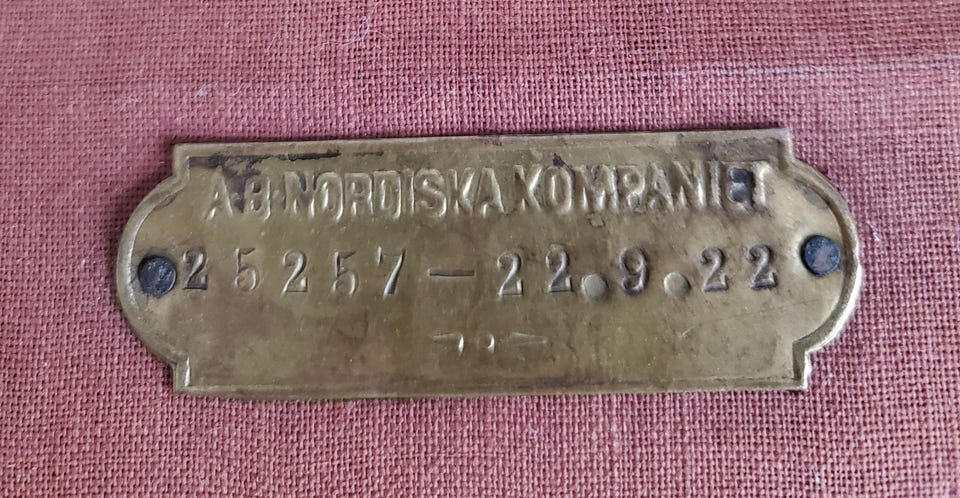 A.B. NORDISKA KOMPANIET
25257-22.9.22